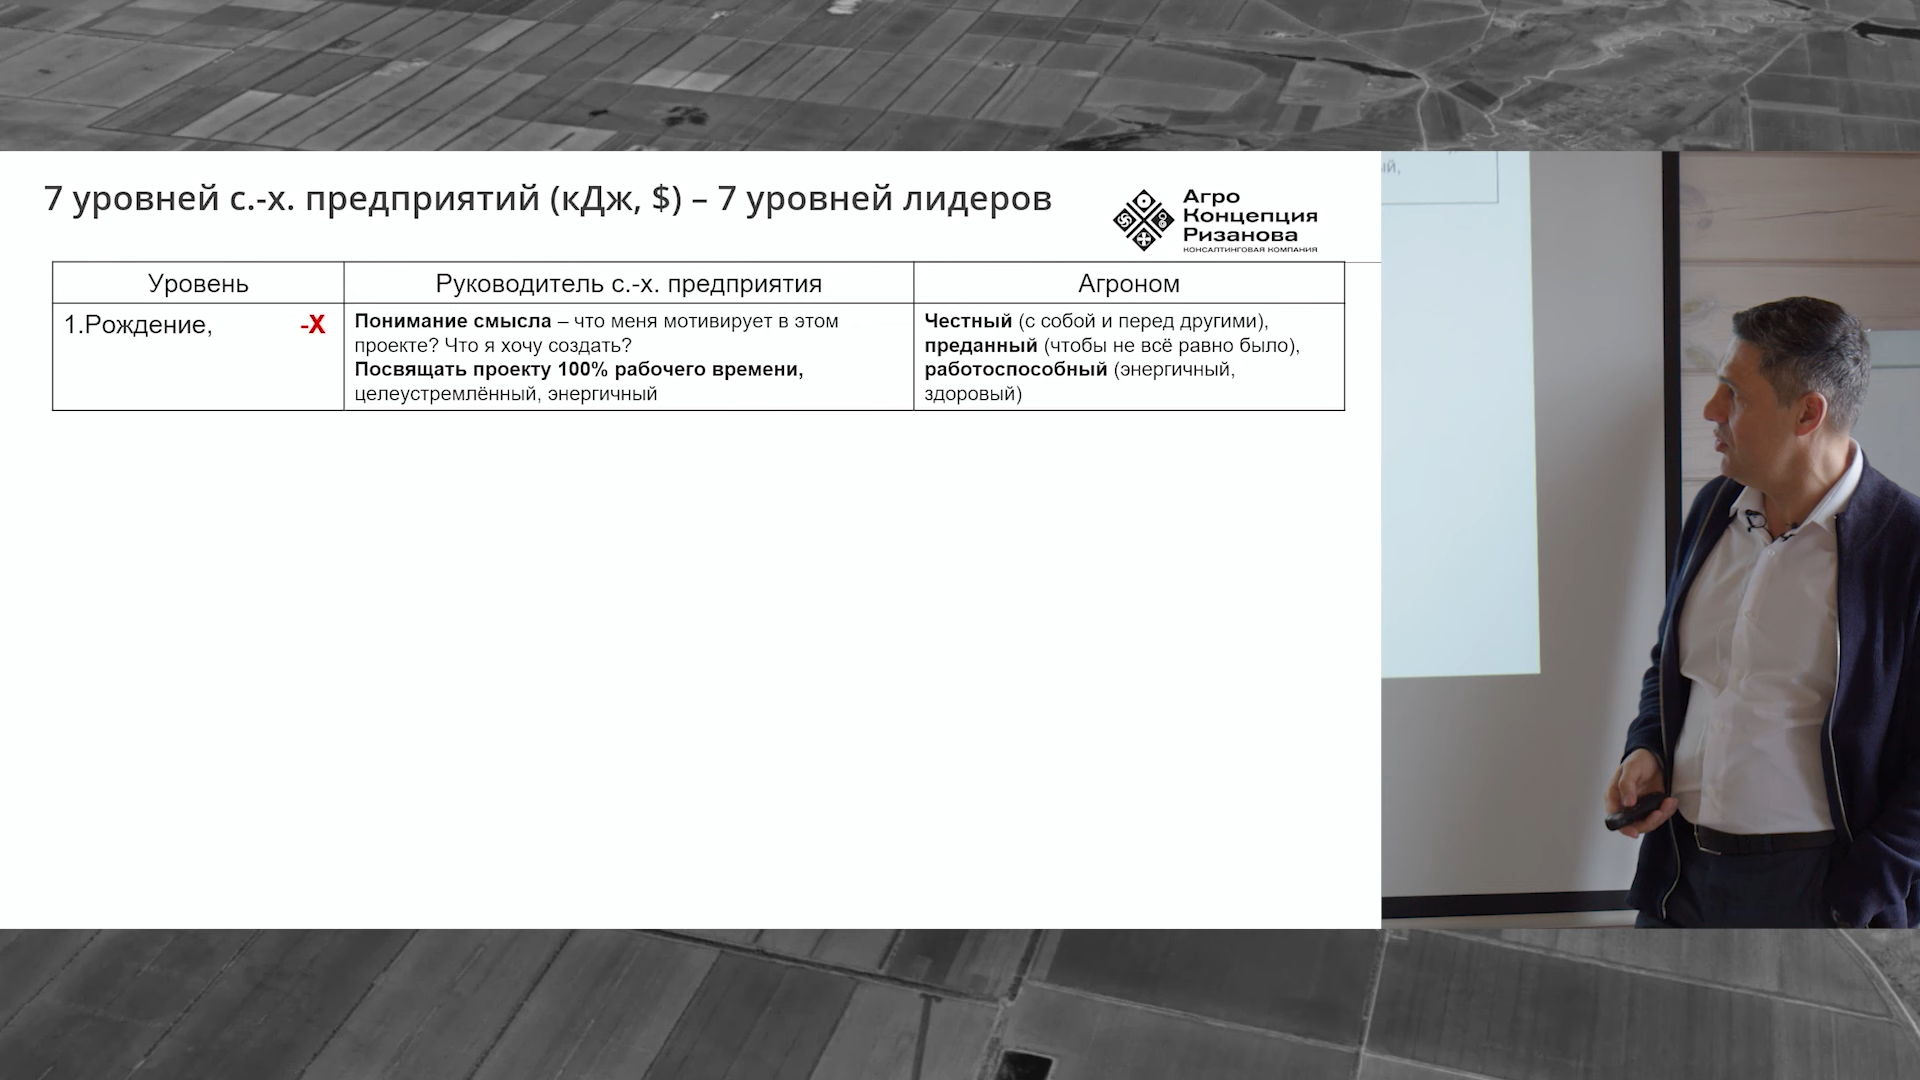 7 уровней с.-х. предприятий (кДж, $) – 7 уровней лидеров
Агро
Концепция
Ризанова
КОНСАЛТИНГОВАЯ КОМПАНИЯ
Уровень
Руководитель с.-х. предприятия
Агроном
1.Рождение, -Х
Понимание смысла – что меня мотивирует в этом
проекте? Что я хочу создать?
Посвящать проекту 100% рабочего времени,
целеустремлённый, энергичный
Честный (с собой и перед другими),
преданный (чтобы не всё равно было),
работоспособный (энергичный,
здоровый)